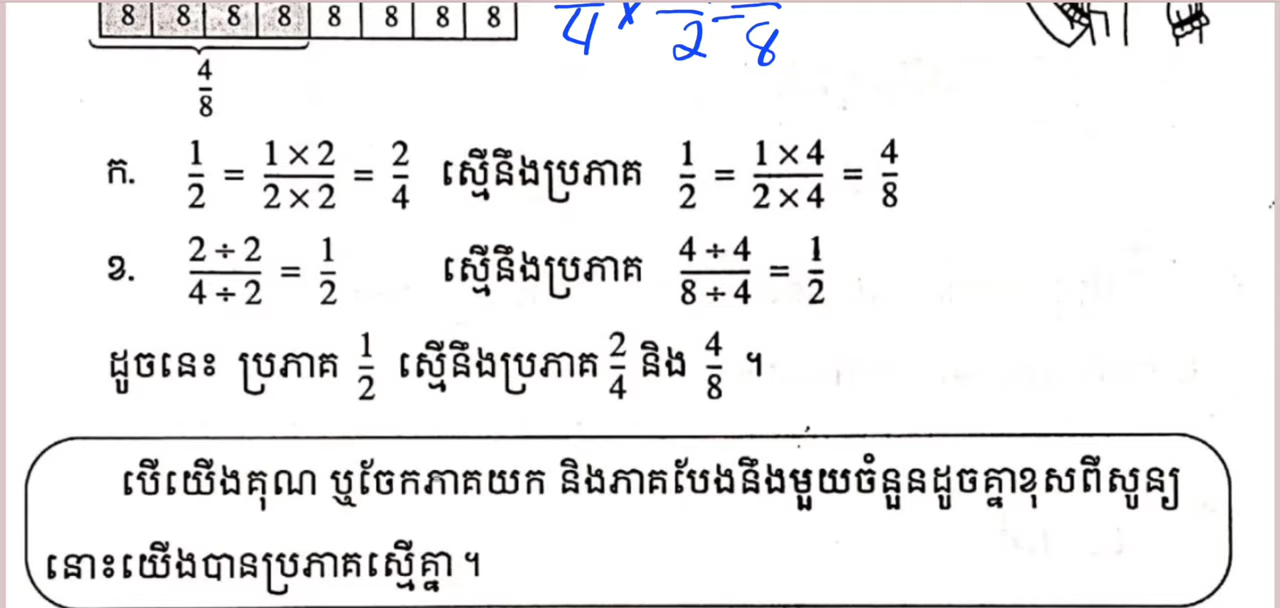 8 8 8 8 8 8 8 8
4 × 2 = 8
4/8
ក. 1/2 = 1 × 2/2 × 2 = 2/4 ស្មើនឹងប្រភាគ 1/2 = 1 × 4/2 × 4 = 4/8
ខ. 2 ÷ 2/4 ÷ 2 = 1/2 ស្មើនឹងប្រភាគ 4 ÷ 4/8 ÷ 4 = 1/2
ដូចនេះ ប្រភាគ 1/2 ស្មើនឹងប្រភាគ 2/4 និង 4/8 ។
បើយើងគុណ ឬចែកភាគយក និងភាគបែងនឹងមួយចំនួនដូចគ្នាខុសពីសូន្យ
នោះយើងបានប្រភាគស្មើគ្នា ។